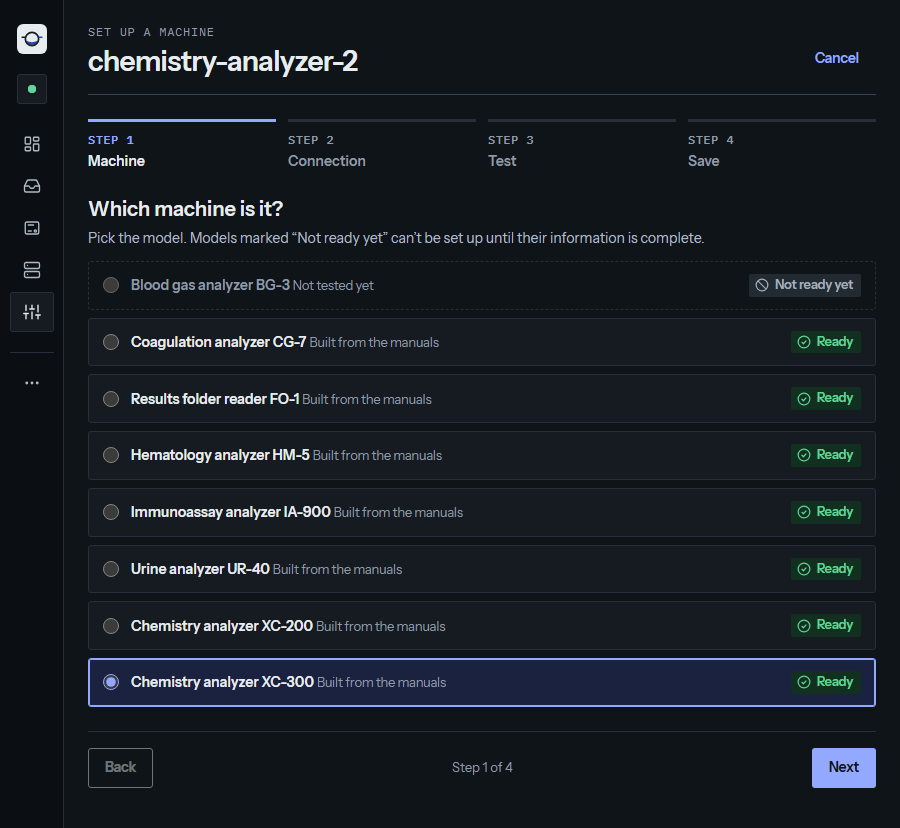 SET UP A MACHINE
chemistry-analyzer-2
Cancel
STEP 1
Machine
STEP 2
Connection
STEP 3
Test
STEP 4
Save
Which machine is it?
Pick the model. Models marked “Not ready yet” can’t be set up until their information is complete.
Blood gas analyzer BG-3 Not tested yet
Not ready yet
Coagulation analyzer CG-7 Built from the manuals
Ready
Results folder reader FO-1 Built from the manuals
Ready
Hematology analyzer HM-5 Built from the manuals
Ready
Immunoassay analyzer IA-900 Built from the manuals
Ready
Urine analyzer UR-40 Built from the manuals
Ready
Chemistry analyzer XC-200 Built from the manuals
Ready
Chemistry analyzer XC-300 Built from the manuals
Ready
Back
Step 1 of 4
Next